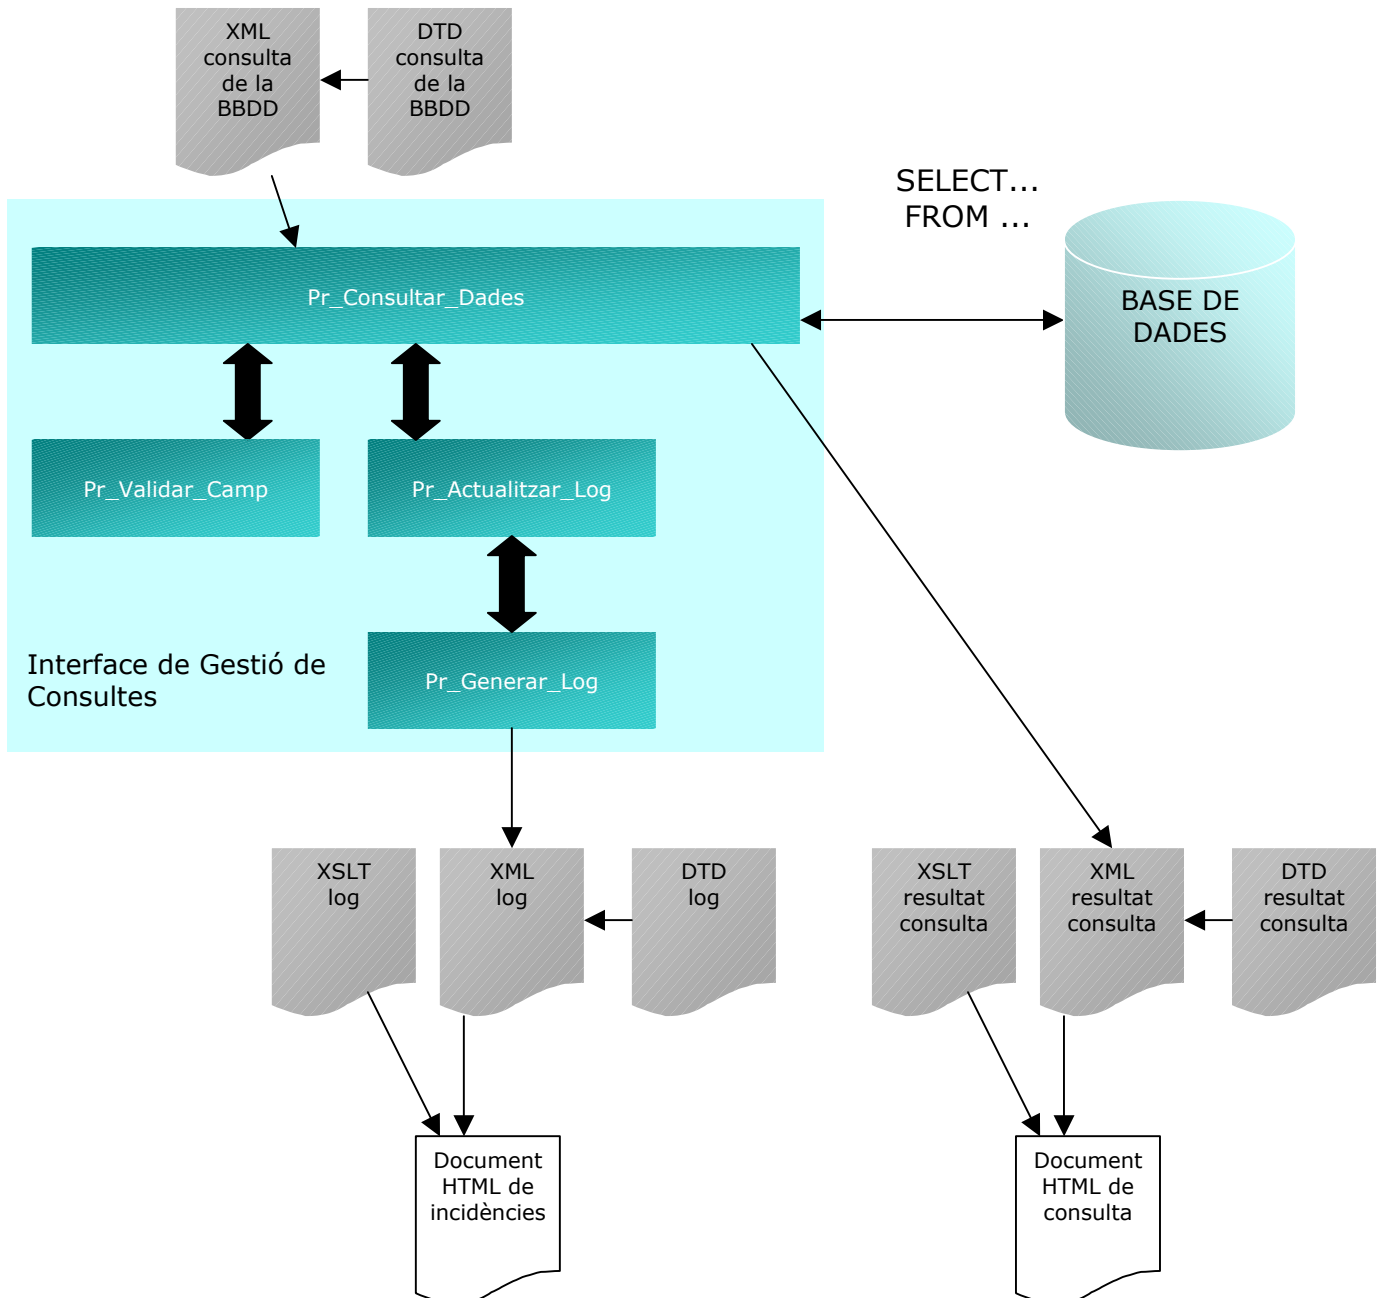 XML
consulta
de la
BBDD
DTD
consulta
de la
BBDD
SELECT...
FROM ...
Pr_Consultar_Dades
BASE DE
DADES
Pr_Validar_Camp
Pr_Actualitzar_Log
Interface de Gestió de
Consultes
Pr_Generar_Log
XSLT
log
XML
log
DTD
log
XSLT
resultat
consulta
XML
resultat
consulta
DTD
resultat
consulta
Document
HTML de
incidències
Document
HTML de
consulta